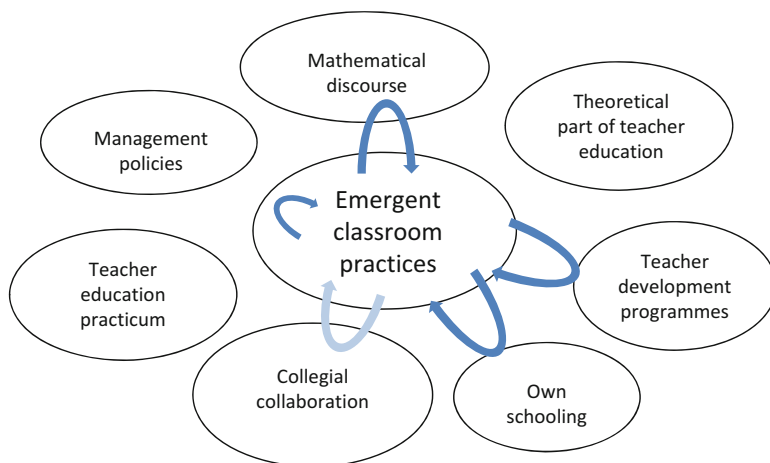 Mathematical
discourse
Theoretical
part of teacher
education
Management
policies
Emergent
classroom
practices
Teacher
education
practicum
Teacher
development
programmes
Collegial
collaboration
Own
schooling